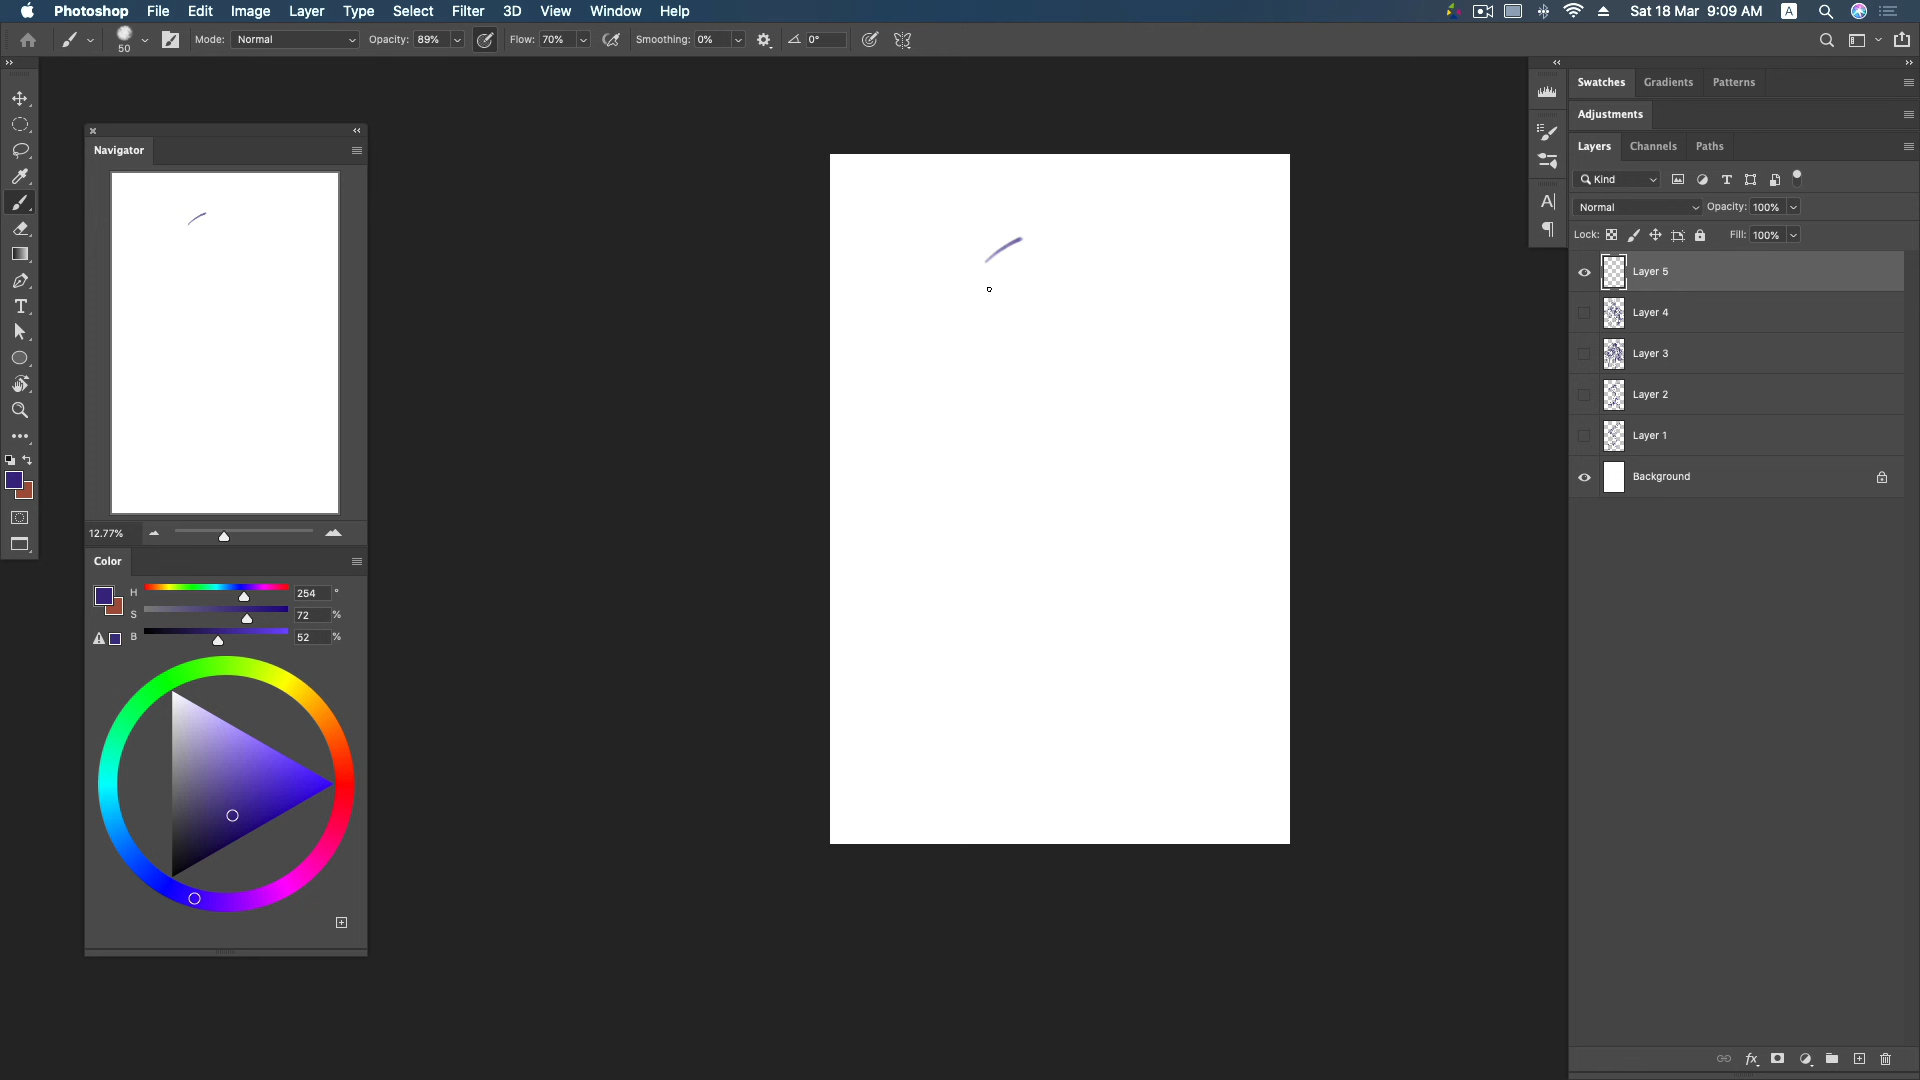 Photoshop File Edit Image Layer Type Select Filter 3D View Window Help Sat 18 Mar 9:09 AM A
50 Mode: Normal Opacity: 89% Flow: 70% Smoothing: 0% 0°
Navigator
12.77%
Color
H 254 °
S 72 %
B 52 %
Swatches Gradients Patterns
Adjustments
Layers Channels Paths
Kind
Normal Opacity: 100%
Lock: Fill: 100%
Layer 5
Layer 4
Layer 3
Layer 2
Layer 1
Background
fx